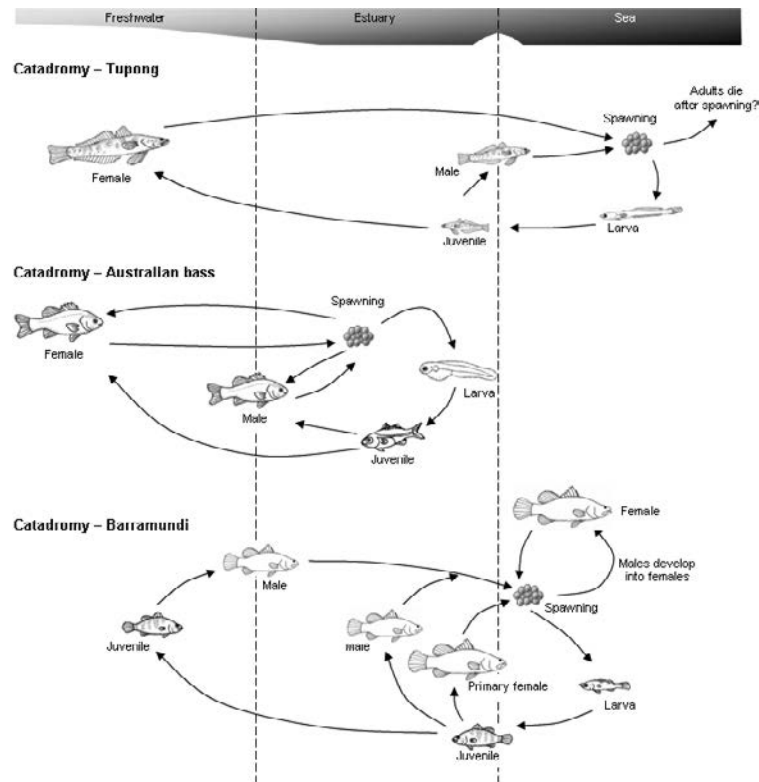 Freshwater Estuary Sea
Catadromy – Tupong
Adults die
after spawning?
Spawning
Female
Male
Juvenile
Larva
Catadromy – Australian bass
Spawning
Female
Male
Larva
Juvenile
Catadromy – Barramundi
Female
Males develop
into females
Male
Spawning
Juvenile
Male
Primary female
Larva
Juvenile